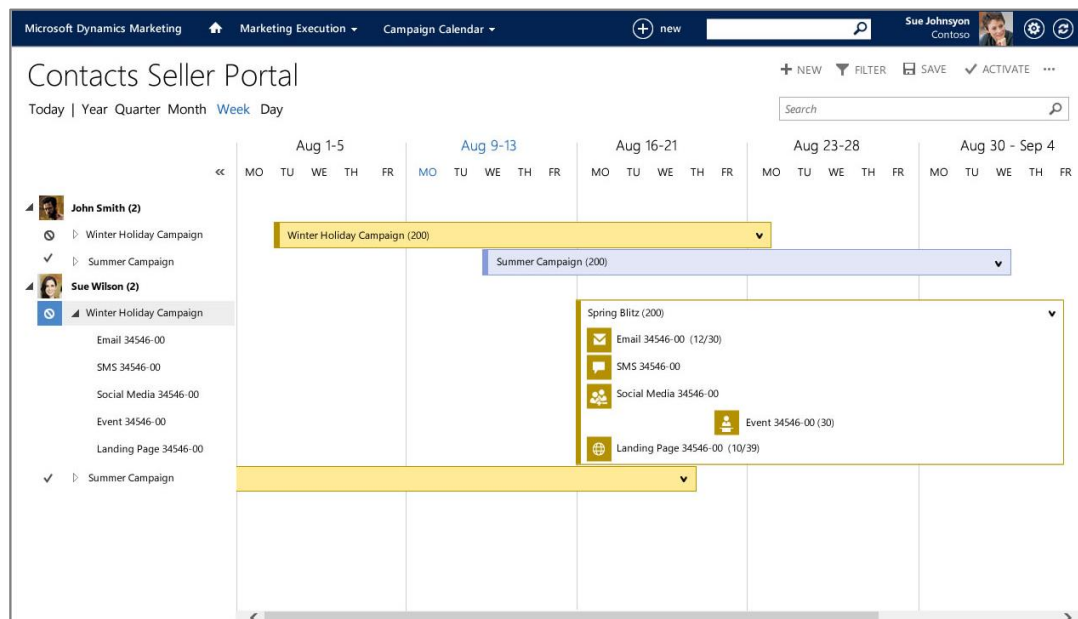 Microsoft Dynamics Marketing Marketing Execution Campaign Calendar new Sue Johnsyon
Contoso
Contacts Seller Portal
NEW FILTER SAVE ACTIVATE ...
Today | Year Quarter Month Week Day
Search
Aug 1-5 Aug 9-13 Aug 16-21 Aug 23-28 Aug 30 - Sep 4
MO TU WE TH FR MO TU WE TH FR MO TU WE TH FR MO TU WE TH FR MO TU WE TH FR
John Smith (2)
Winter Holiday Campaign Winter Holiday Campaign (200)
Summer Campaign Summer Campaign (200)
Sue Wilson (2)
Winter Holiday Campaign Spring Blitz (200)
Email 34546-00 Email 34546-00 (12/30)
SMS 34546-00 SMS 34546-00
Social Media 34546-00 Social Media 34546-00
Event 34546-00 Event 34546-00 (30)
Landing Page 34546-00 Landing Page 34546-00 (10/39)
Summer Campaign